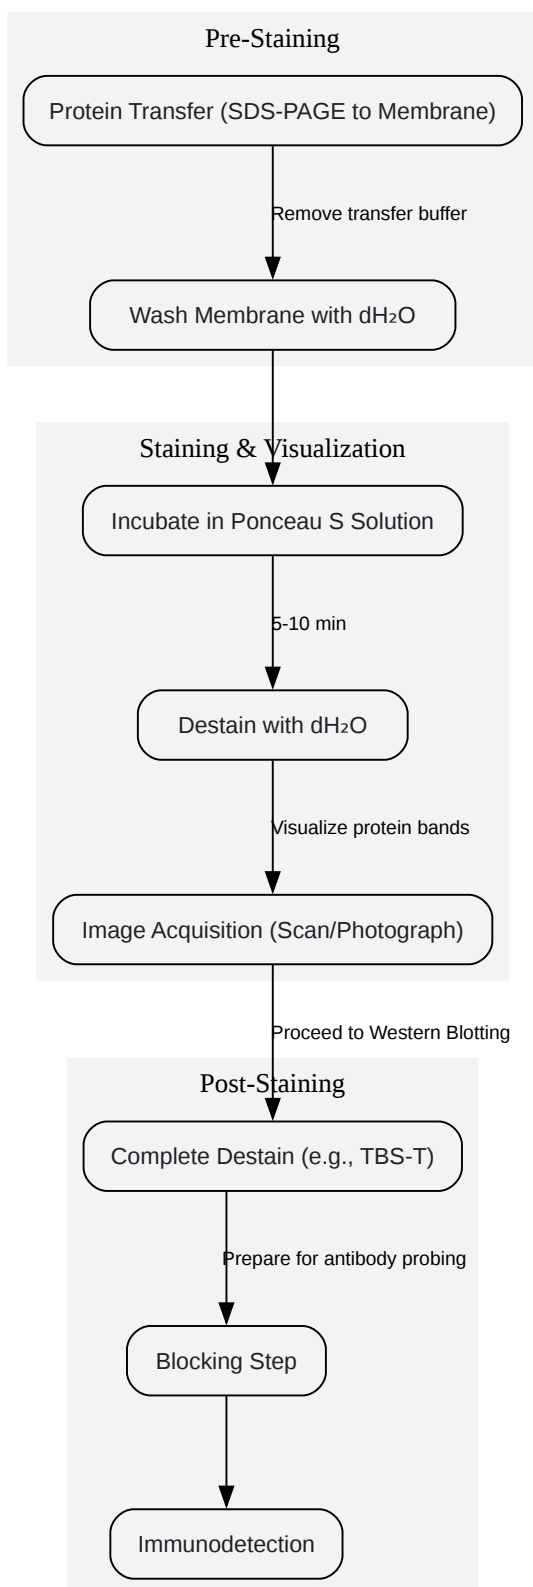 Pre-Staining
Protein Transfer (SDS-PAGE to Membrane)
Remove transfer buffer
Wash Membrane with dH₂O
Staining & Visualization
Incubate in Ponceau S Solution
5-10 min
Destain with dH₂O
Visualize protein bands
Image Acquisition (Scan/Photograph)
Proceed to Western Blotting
Post-Staining
Complete Destain (e.g., TBS-T)
Prepare for antibody probing
Blocking Step
Immunodetection